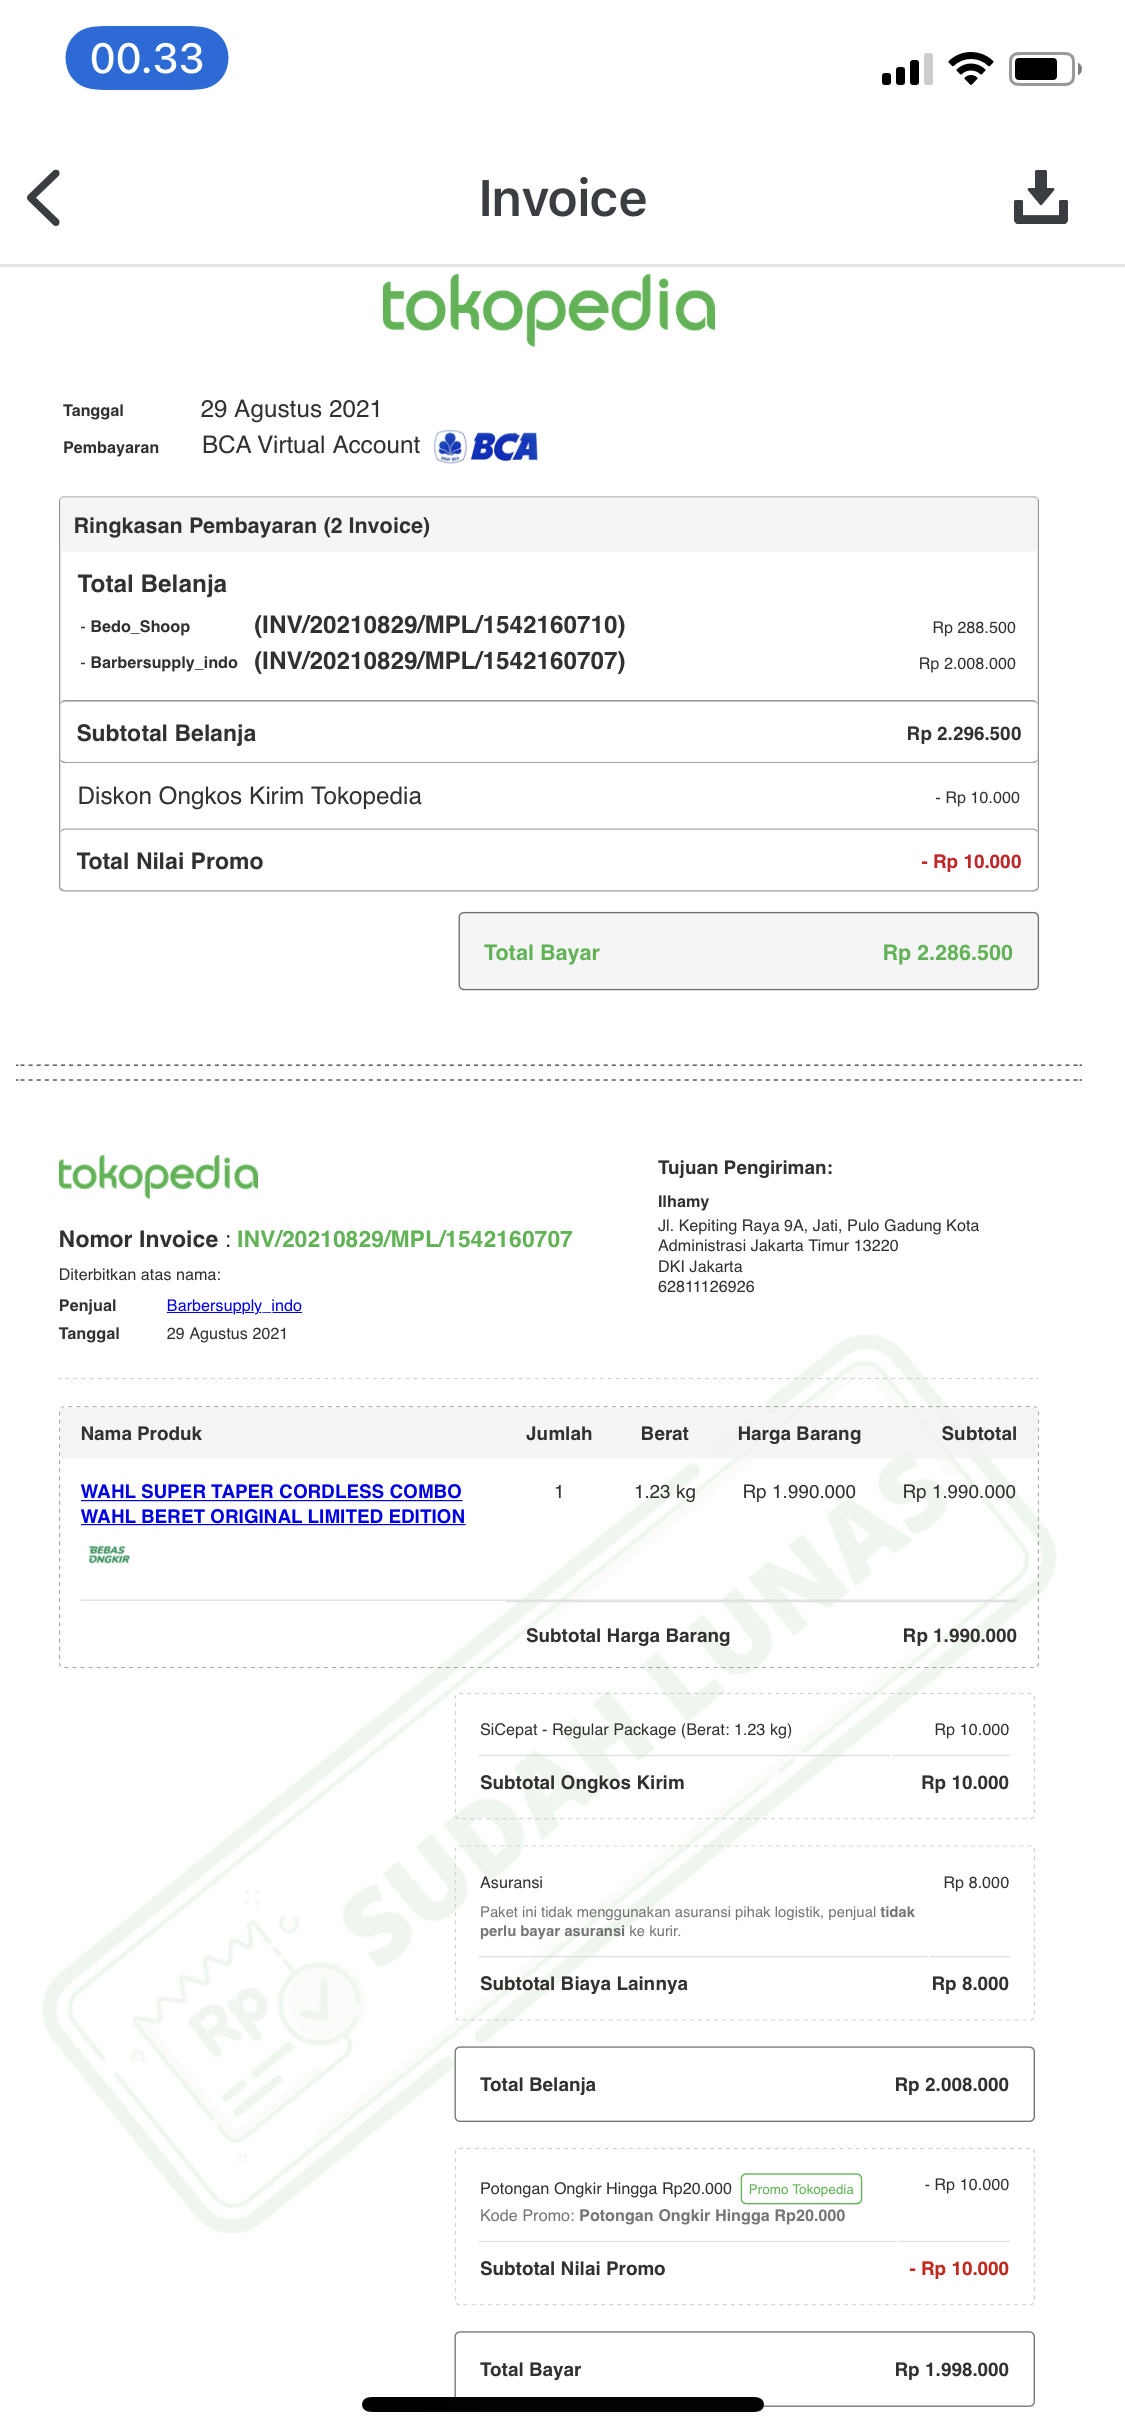 00.33
Invoice
tokopedia
Tanggal 29 Agustus 2021
Pembayaran BCA Virtual Account BCA
Ringkasan Pembayaran (2 Invoice)
Total Belanja
- Bedo_Shoop (INV/20210829/MPL/1542160710) Rp 288.500
- Barbersupply_indo (INV/20210829/MPL/1542160707) Rp 2.008.000
Subtotal Belanja Rp 2.296.500
Diskon Ongkos Kirim Tokopedia - Rp 10.000
Total Nilai Promo - Rp 10.000
Total Bayar Rp 2.286.500
tokopedia
Nomor Invoice : INV/20210829/MPL/1542160707
Diterbitkan atas nama:
Penjual Barbersupply_indo
Tanggal 29 Agustus 2021
Tujuan Pengiriman:
Ilhamy
Jl. Kepiting Raya 9A, Jati, Pulo Gadung Kota
Administrasi Jakarta Timur 13220
DKI Jakarta
62811126926
Nama Produk Jumlah Berat Harga Barang Subtotal
WAHL SUPER TAPER CORDLESS COMBO 1 1.23 kg Rp 1.990.000 Rp 1.990.000
WAHL BERET ORIGINAL LIMITED EDITION
BEBAS
ONGKIR
Subtotal Harga Barang Rp 1.990.000
SiCepat - Regular Package (Berat: 1.23 kg) Rp 10.000
Subtotal Ongkos Kirim Rp 10.000
Asuransi Rp 8.000
Paket ini tidak menggunakan asuransi pihak logistik, penjual tidak
perlu bayar asuransi ke kurir.
Subtotal Biaya Lainnya Rp 8.000
Total Belanja Rp 2.008.000
Potongan Ongkir Hingga Rp20.000 Promo Tokopedia - Rp 10.000
Kode Promo: Potongan Ongkir Hingga Rp20.000
Subtotal Nilai Promo - Rp 10.000
Total Bayar Rp 1.998.000
Rp SUDAH LUNAS